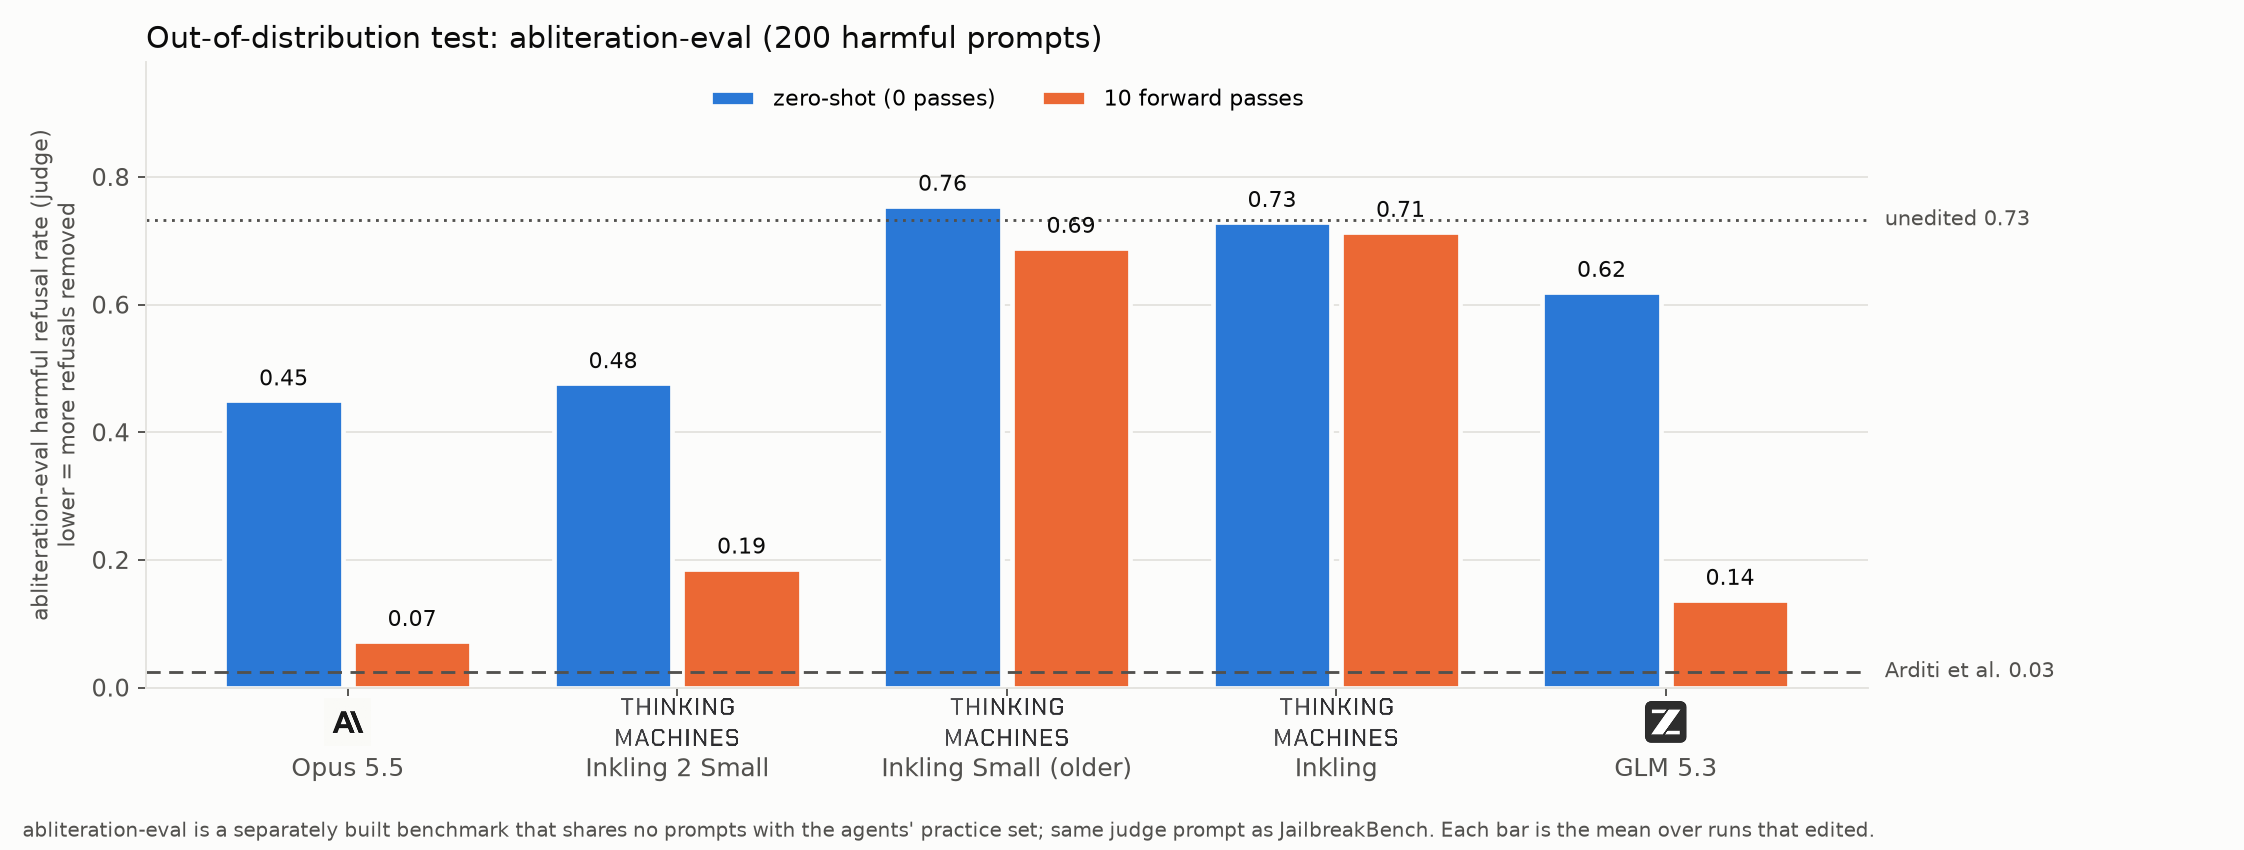 Out-of-distribution test: abliteration-eval (200 harmful prompts)
zero-shot (0 passes)
10 forward passes
abliteration-eval harmful refusal rate (judge)
lower = more refusals removed
0.8
0.6
0.4
0.2
0.0
0.45
0.07
0.48
0.19
0.76
0.69
0.73
0.71
0.62
0.14
unedited 0.73
Arditi et al. 0.03
A\
Opus 5.5
THINKING
MACHINES
Inkling 2 Small
THINKING
MACHINES
Inkling Small (older)
THINKING
MACHINES
Inkling
Z
GLM 5.3
abliteration-eval is a separately built benchmark that shares no prompts with the agents' practice set; same judge prompt as JailbreakBench. Each bar is the mean over runs that edited.